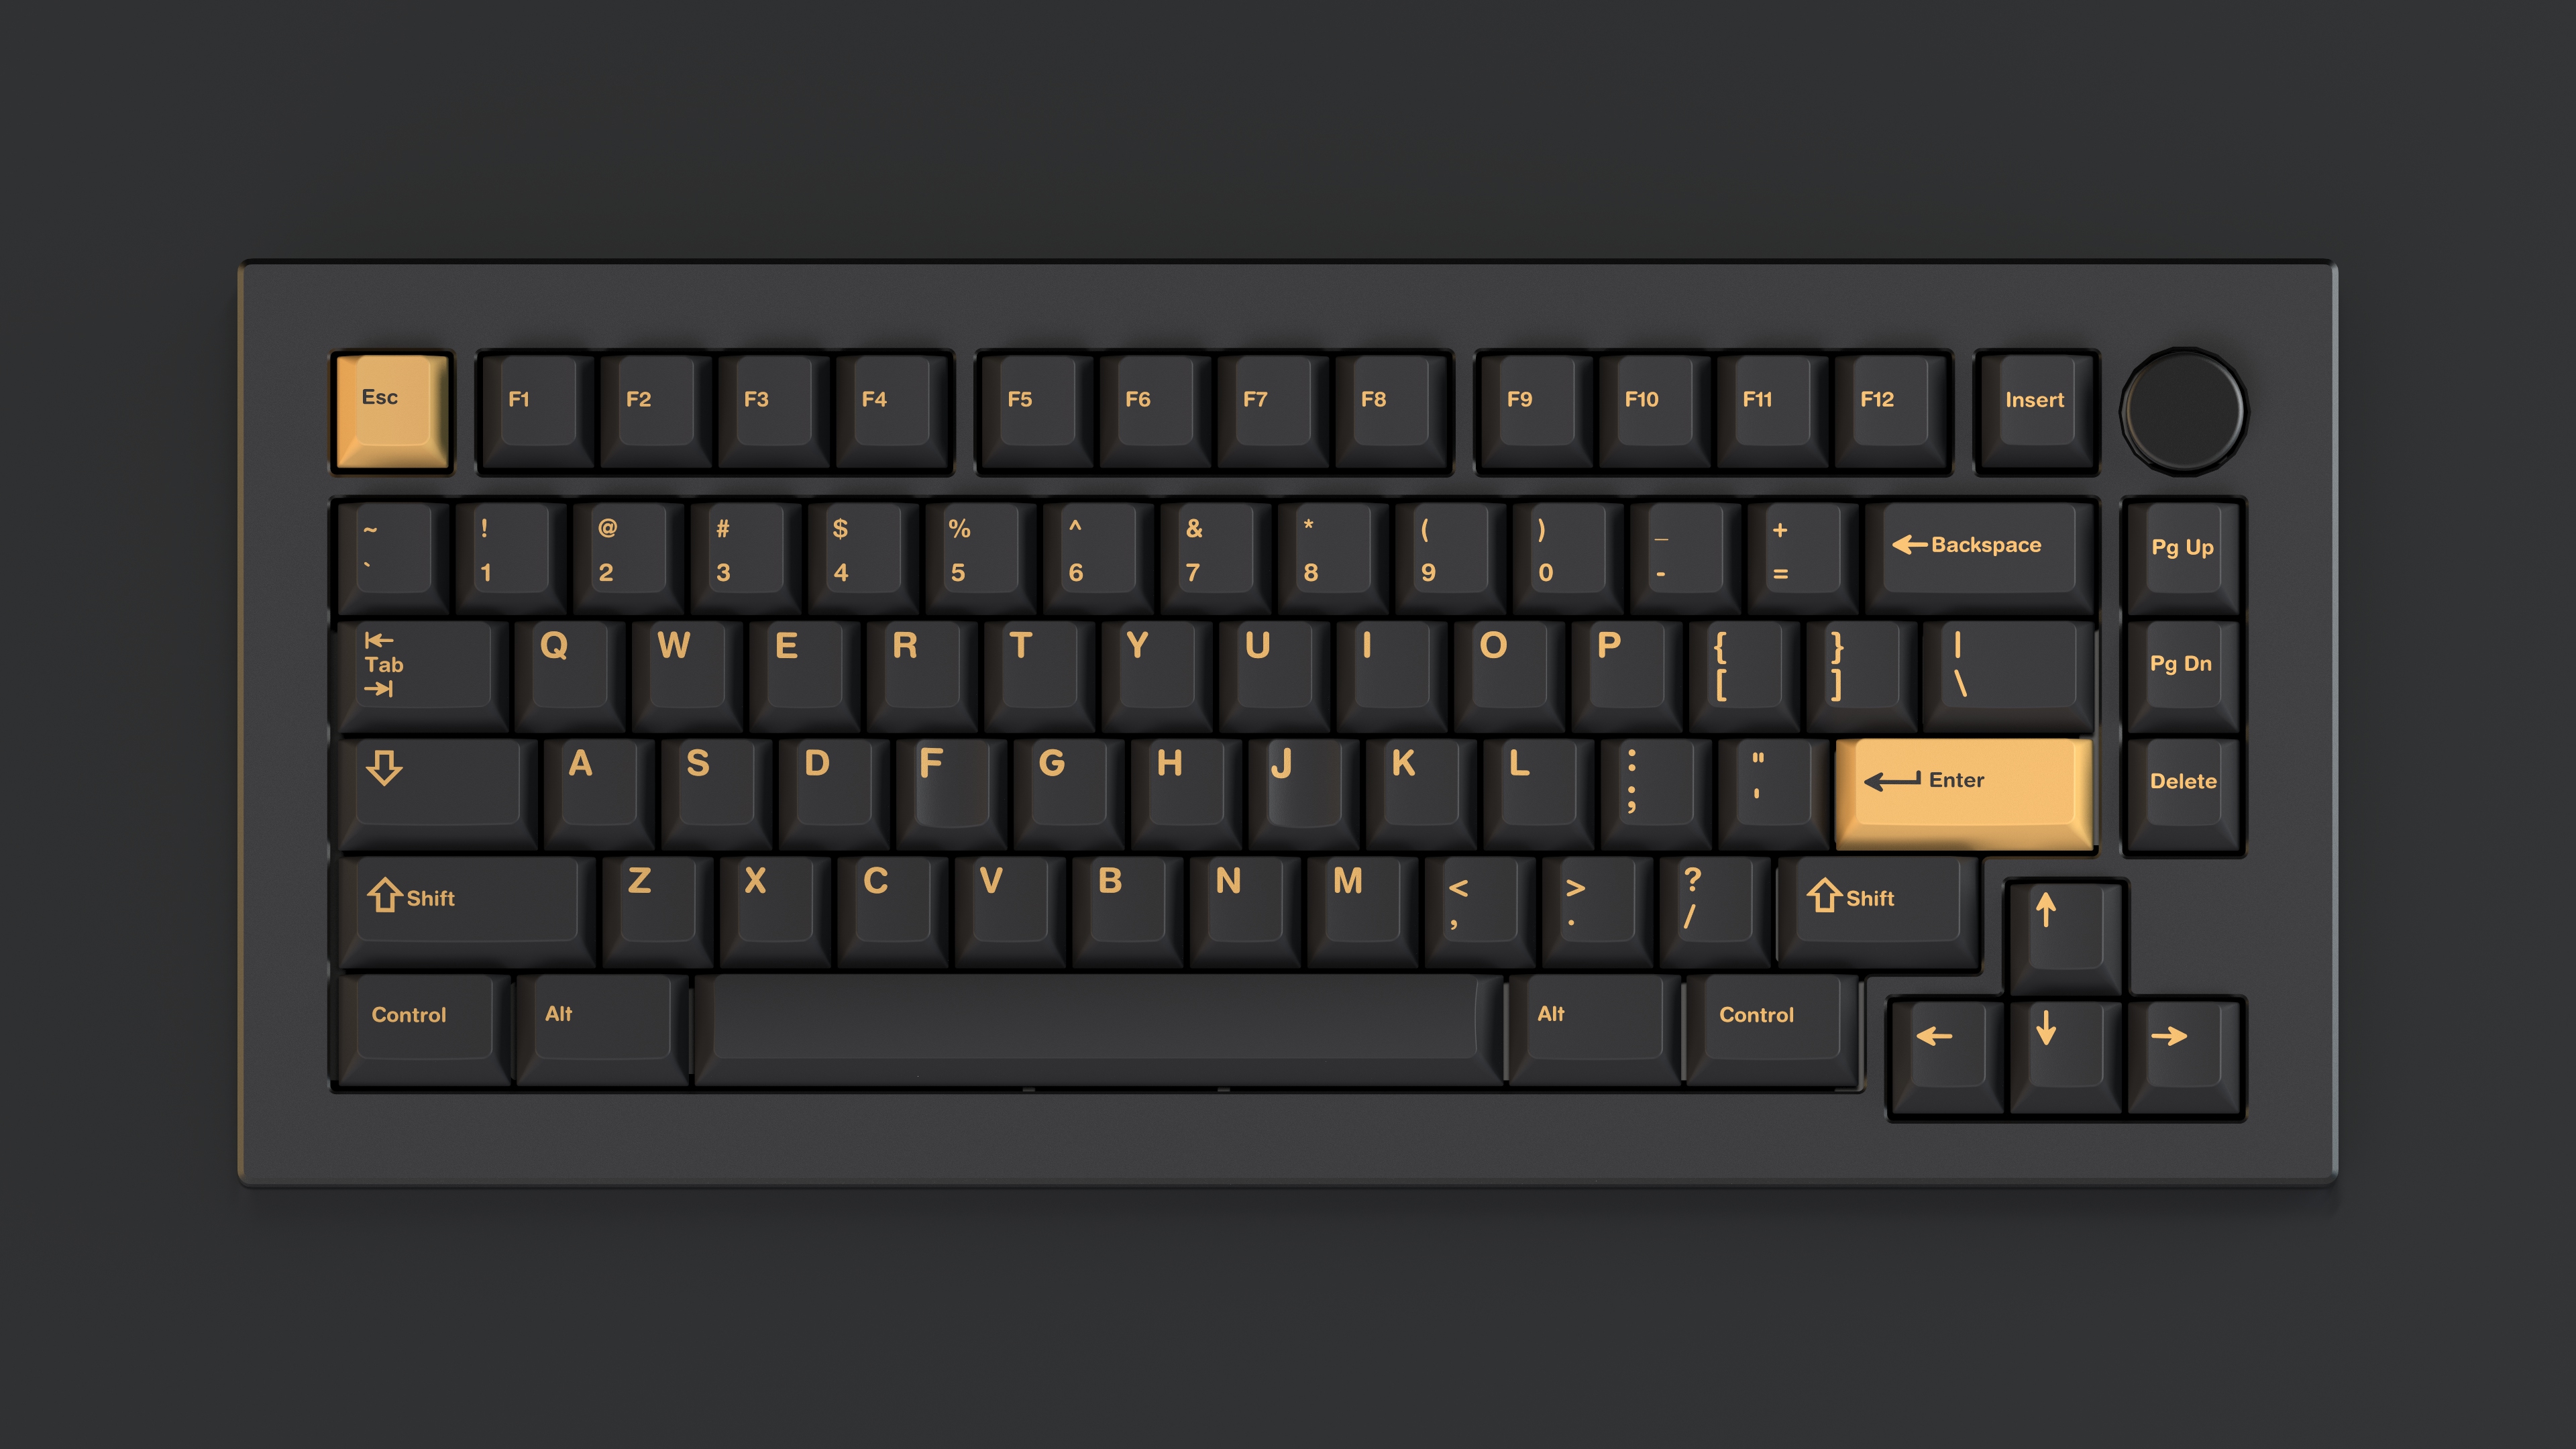 Esc F1 F2 F3 F4 F5 F6 F7 F8 F9 F10 F11 F12 Insert
~ ! @ # $ % ^ & * ( ) _ +
` 1 2 3 4 5 6 7 8 9 0 - =
←Backspace Pg Up
⇤
Tab
⇥
Q W E R T Y U I O P { } |
[ ] \
Pg Dn
⇩ A S D F G H J K L : "
; '
↵ Enter Delete
⇧Shift Z X C V B N M < > ?
, . /
⇧Shift ↑
Control Alt Alt Control ← ↓ →